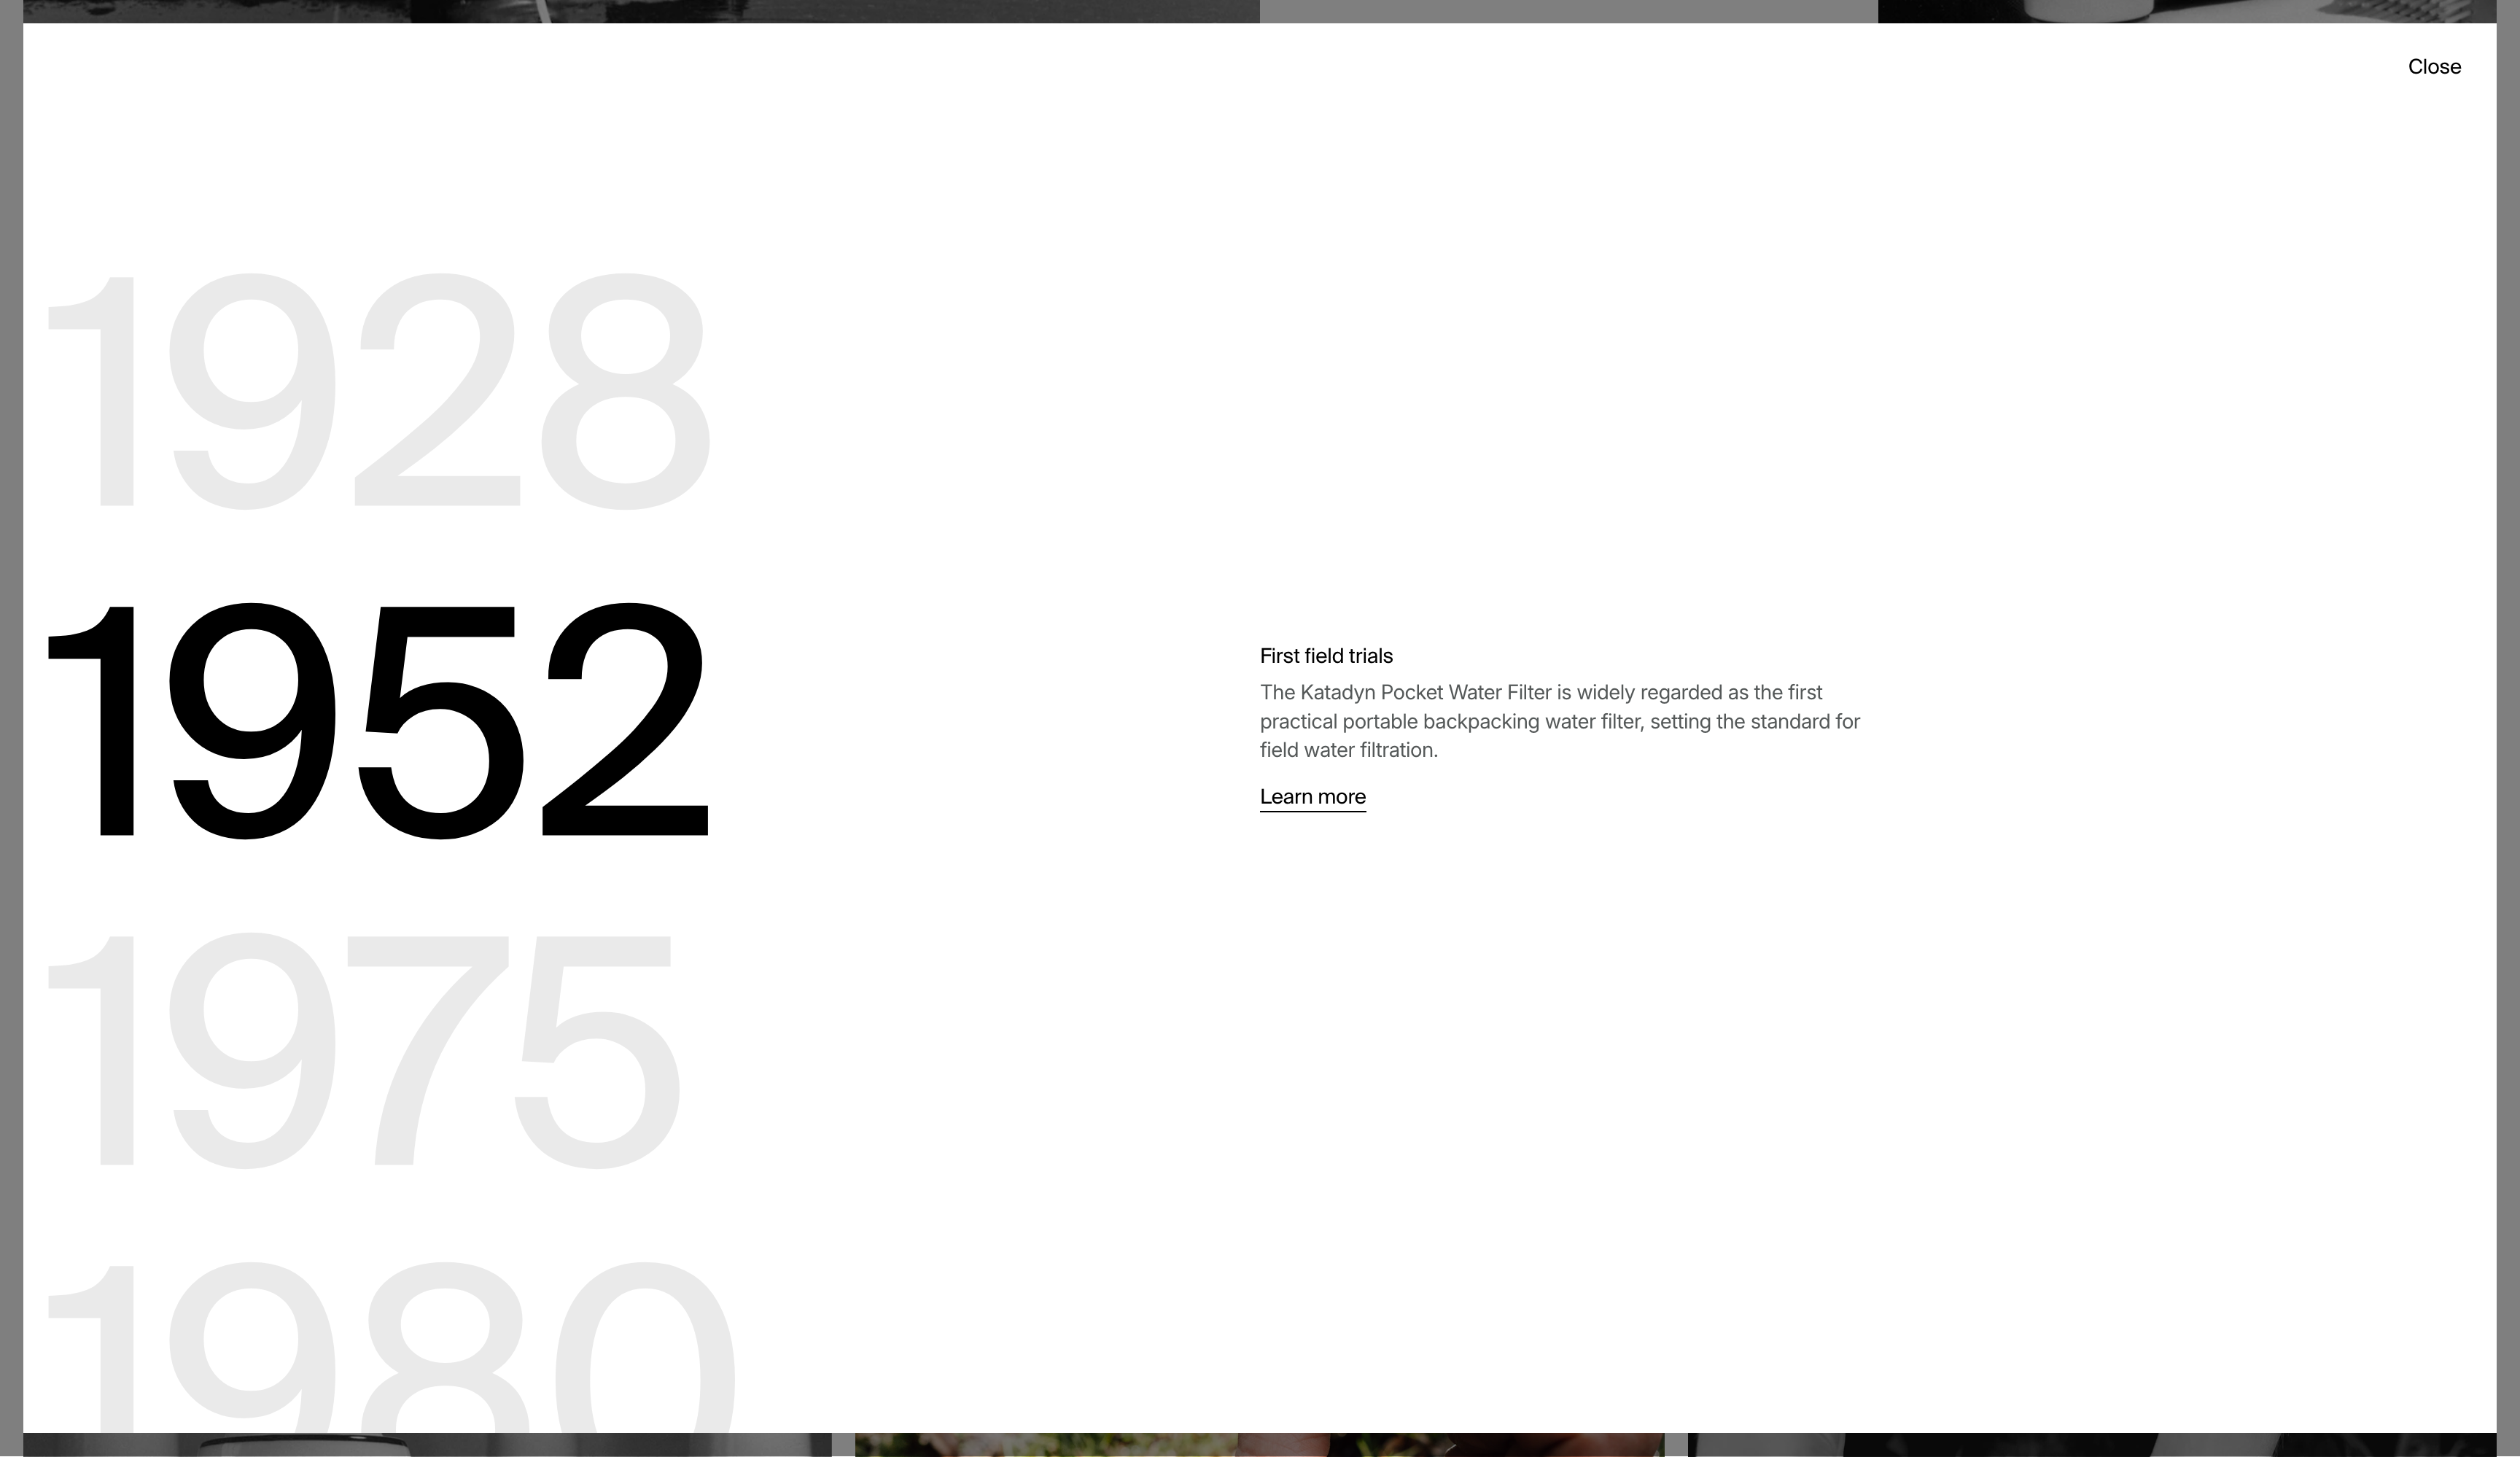 Close
1928
1952
First field trials
The Katadyn Pocket Water Filter is widely regarded as the first
practical portable backpacking water filter, setting the standard for
field water filtration.
Learn more
1975
1980